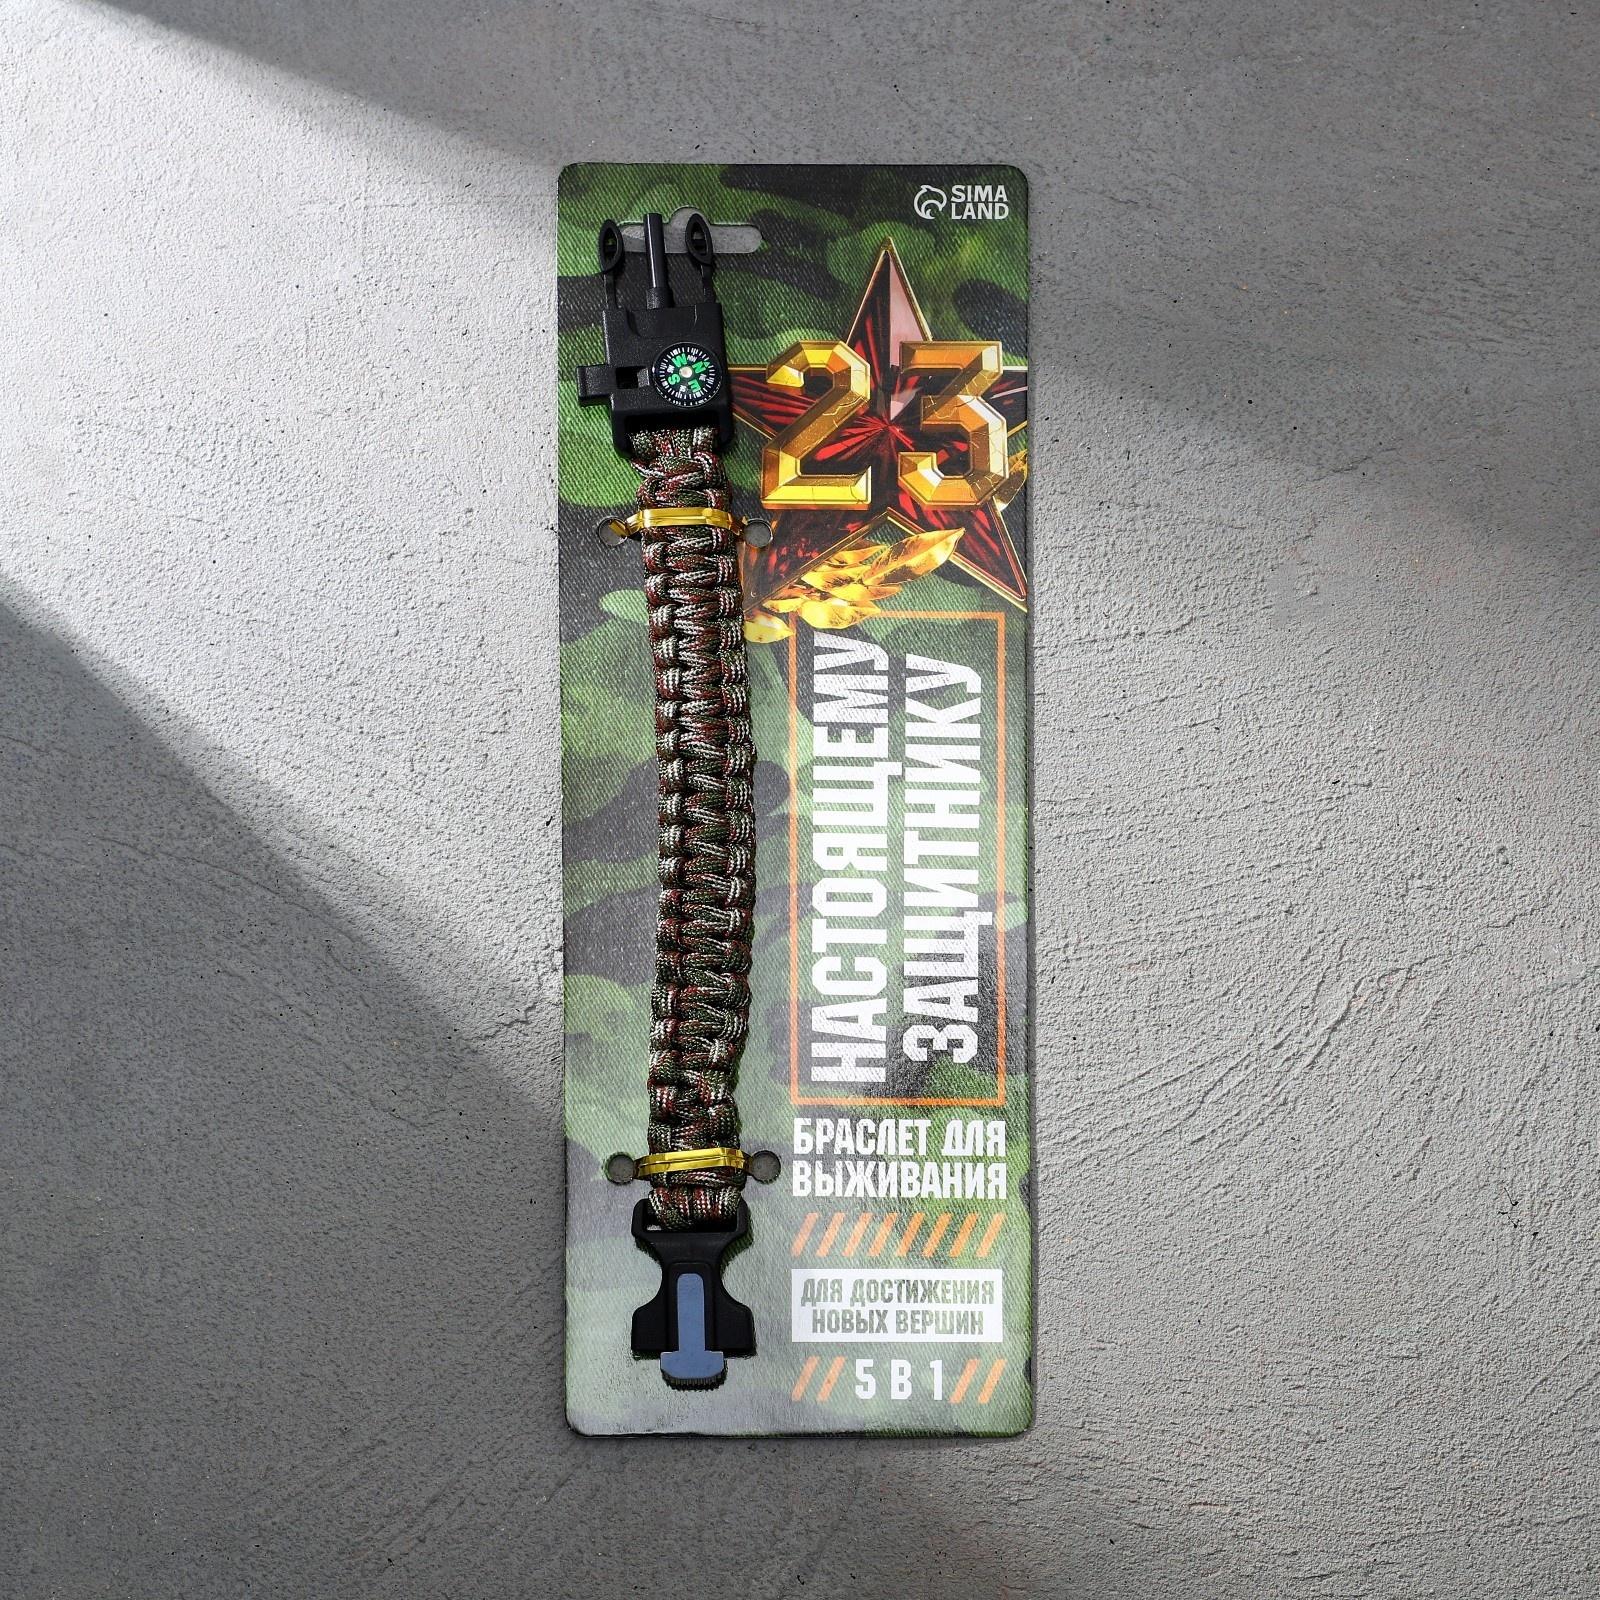 SIMA
LAND
23
НАСТОЯЩЕМУ
ЗАЩИТНИКУ
БРАСЛЕТ ДЛЯ
ВЫЖИВАНИЯ
ДЛЯ ДОСТИЖЕНИЯ
НОВЫХ ВЕРШИН
5 В 1